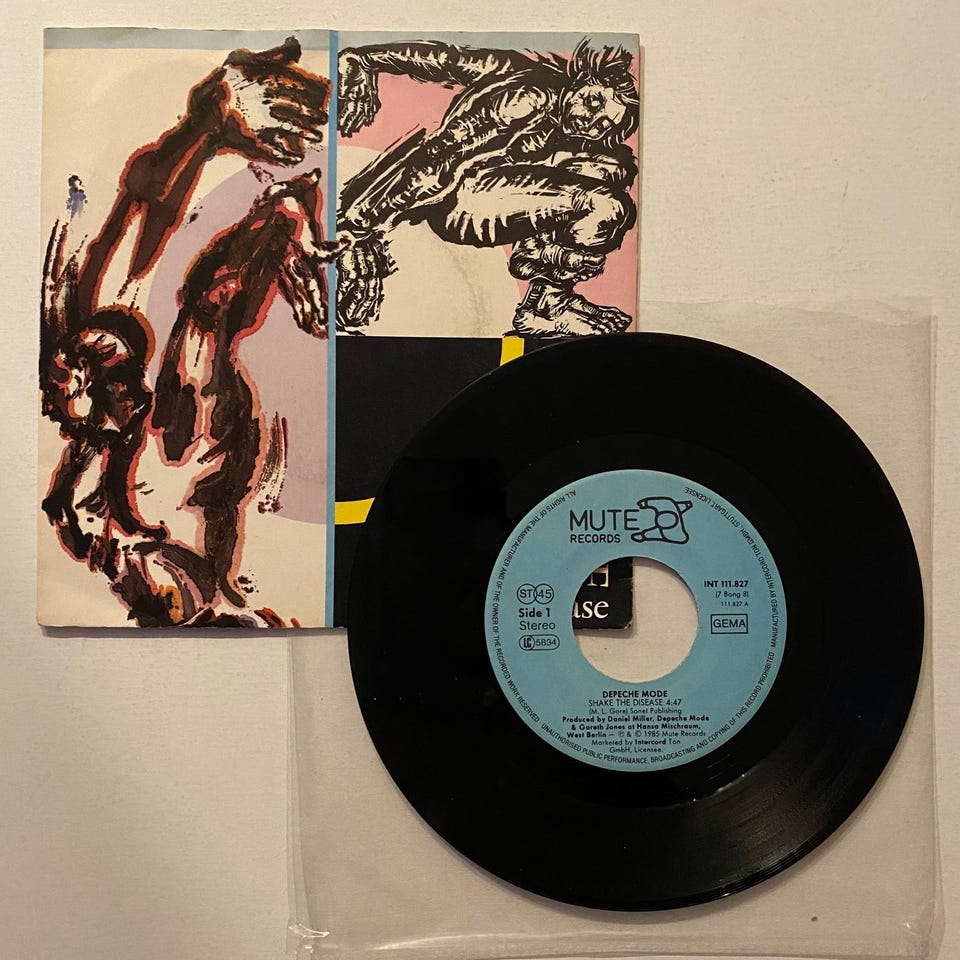 MUTE
RECORDS
INT 111.827
(7 Bong 8)
111.827 A
GEMA
ST 45
Side 1
Stereo
LC 5834
ase
DEPECHE MODE
SHAKE THE DISEASE 4:47
(M. L. Gore) Sonet Publishing
Produced by Daniel Miller, Depeche Mode
& Gareth Jones at Hansa Mischraum,
West Berlin – ℗ & © 1985 Mute Records
Marketed by Intercord Ton
GmbH, Licensee.
ALL RIGHTS OF THE MANUFACTURER AND OF THE OWNER OF THE RECORDED WORK RESERVED UNAUTHORISED PUBLIC PERFORMANCE, BROADCASTING AND COPYING OF THIS RECORD PROHIBITED MANUFACTURED BY INTERCORD TON GMBH, STUTTGART LICENSEE